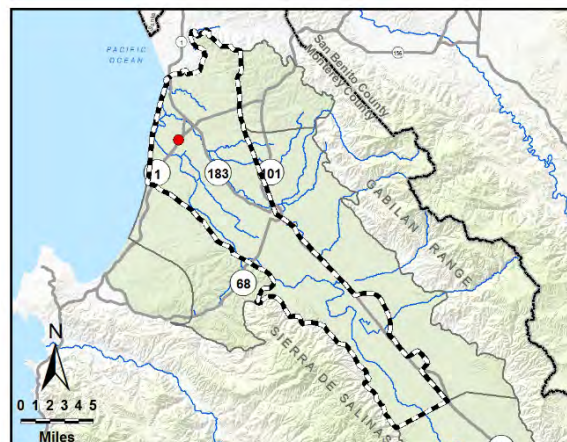 1
San Benito County
Monterey County
156
PACIFIC
OCEAN
1
183
01
GABILAN RANGE
68
SIERRA DE SALINAS
N
0 1 2 3 4 5
Miles